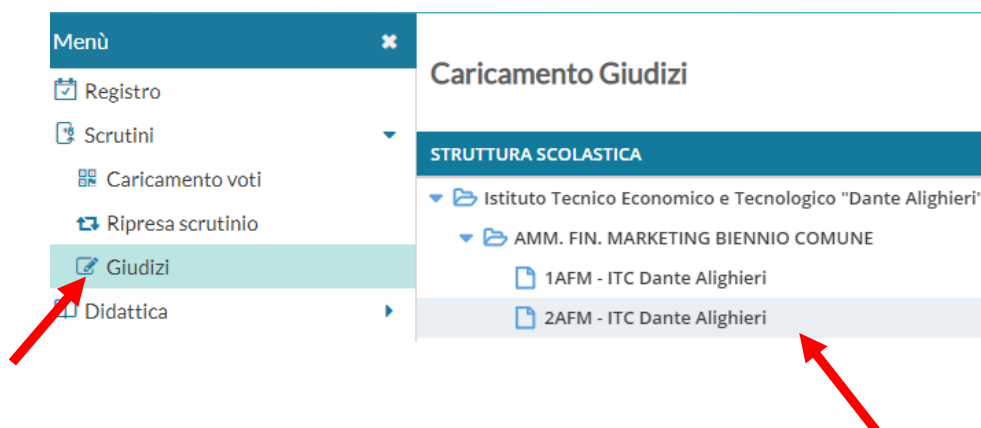 Menù
Registro
Scrutini
Caricamento voti
Ripresa scrutinio
Giudizi
Didattica
Caricamento Giudizi
STRUTTURA SCOLASTICA
Istituto Tecnico Economico e Tecnologico "Dante Alighieri"
AMM. FIN. MARKETING BIENNIO COMUNE
1AFM - ITC Dante Alighieri
2AFM - ITC Dante Alighieri